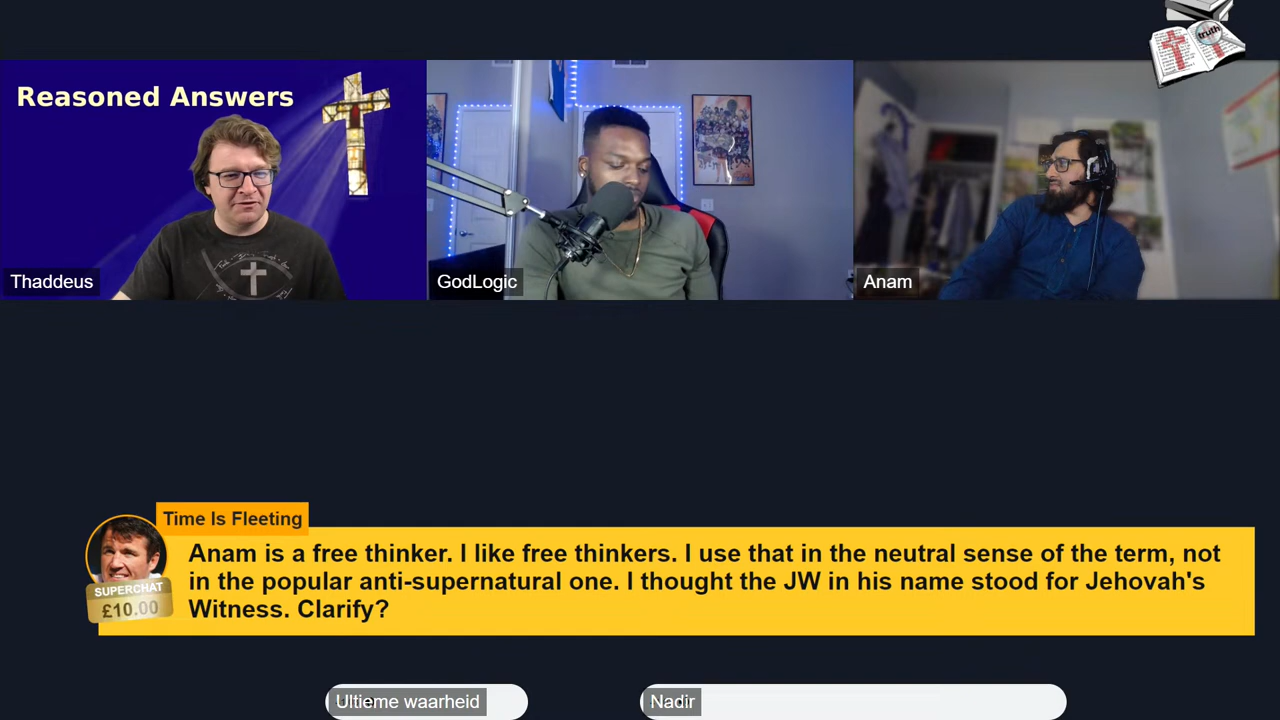 truth
Reasoned Answers
Thaddeus
GodLogic
Anam
Time Is Fleeting
Anam is a free thinker. I like free thinkers. I use that in the neutral sense of the term, not
in the popular anti-supernatural one. I thought the JW in his name stood for Jehovah's
Witness. Clarify?
SUPERCHAT
£10.00
Ultieme waarheid
Nadir